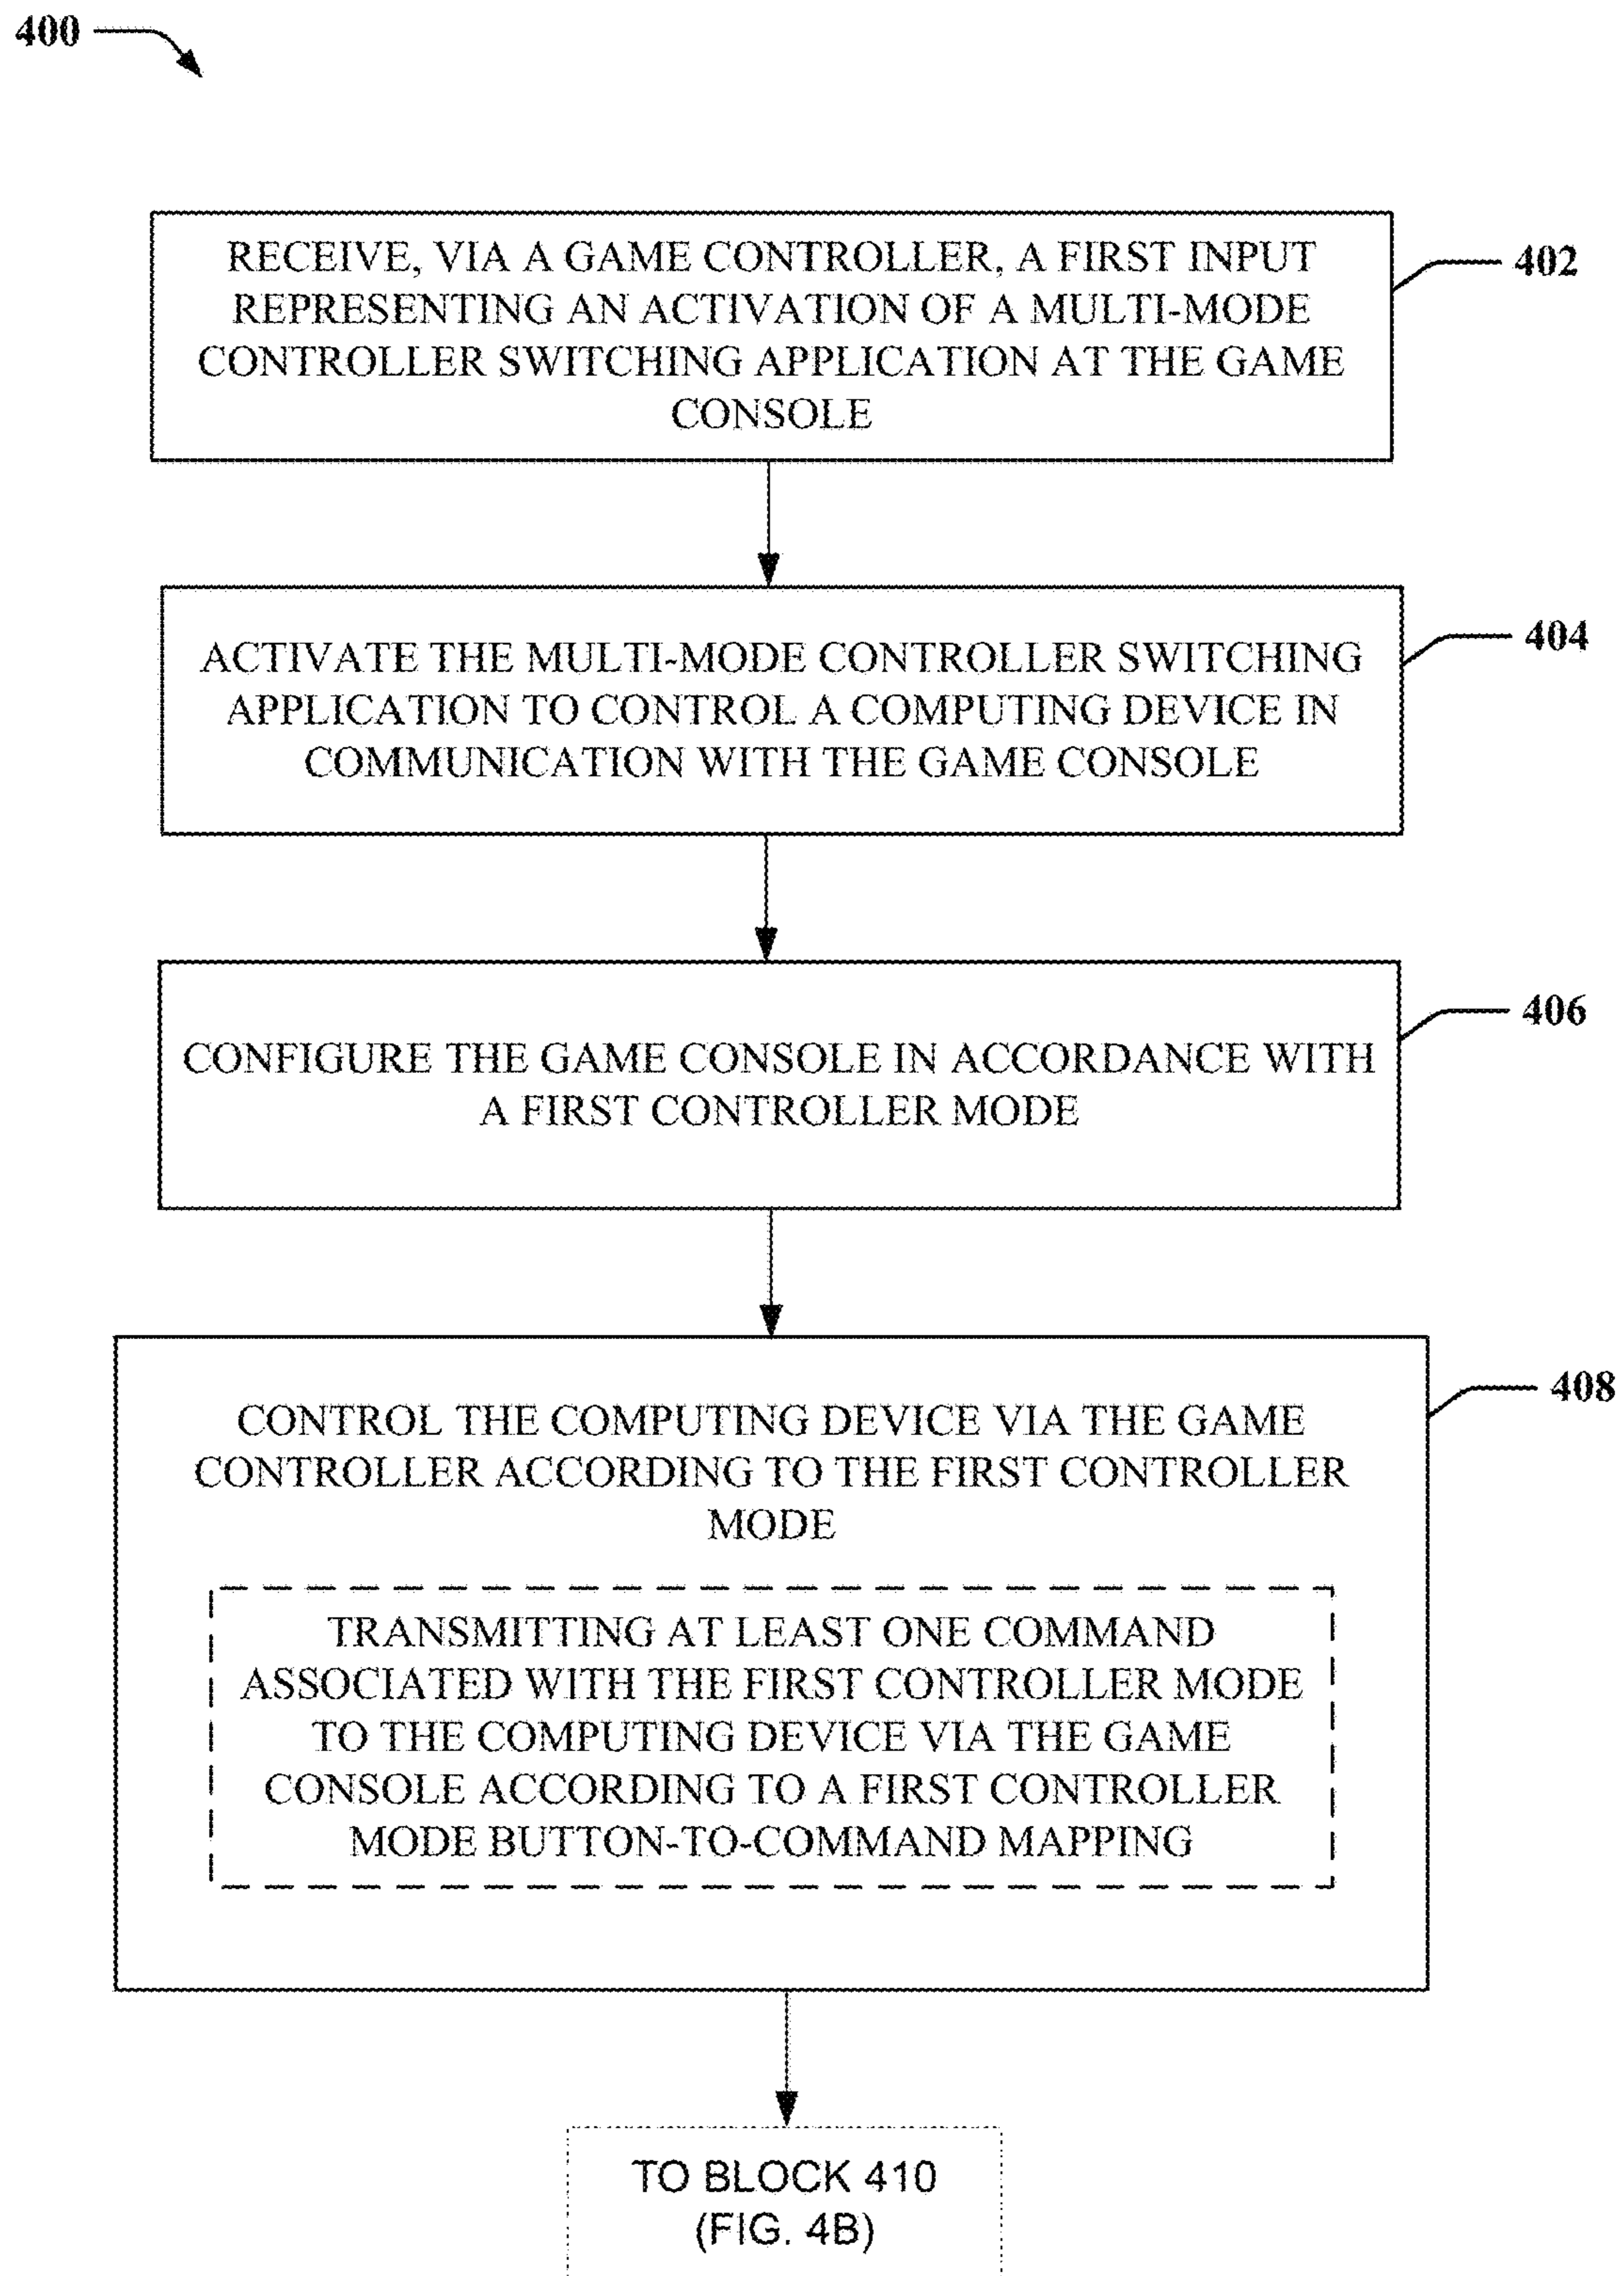 400
RECEIVE, VIA A GAME CONTROLLER, A FIRST INPUT
REPRESENTING AN ACTIVATION OF A MULTI-MODE
CONTROLLER SWITCHING APPLICATION AT THE GAME
CONSOLE
402
ACTIVATE THE MULTI-MODE CONTROLLER SWITCHING
APPLICATION TO CONTROL A COMPUTING DEVICE IN
COMMUNICATION WITH THE GAME CONSOLE
404
CONFIGURE THE GAME CONSOLE IN ACCORDANCE WITH
A FIRST CONTROLLER MODE
406
CONTROL THE COMPUTING DEVICE VIA THE GAME
CONTROLLER ACCORDING TO THE FIRST CONTROLLER
MODE
408
TRANSMITTING AT LEAST ONE COMMAND
ASSOCIATED WITH THE FIRST CONTROLLER MODE
TO THE COMPUTING DEVICE VIA THE GAME
CONSOLE ACCORDING TO A FIRST CONTROLLER
MODE BUTTON-TO-COMMAND MAPPING
TO BLOCK 410
(FIG. 4B)